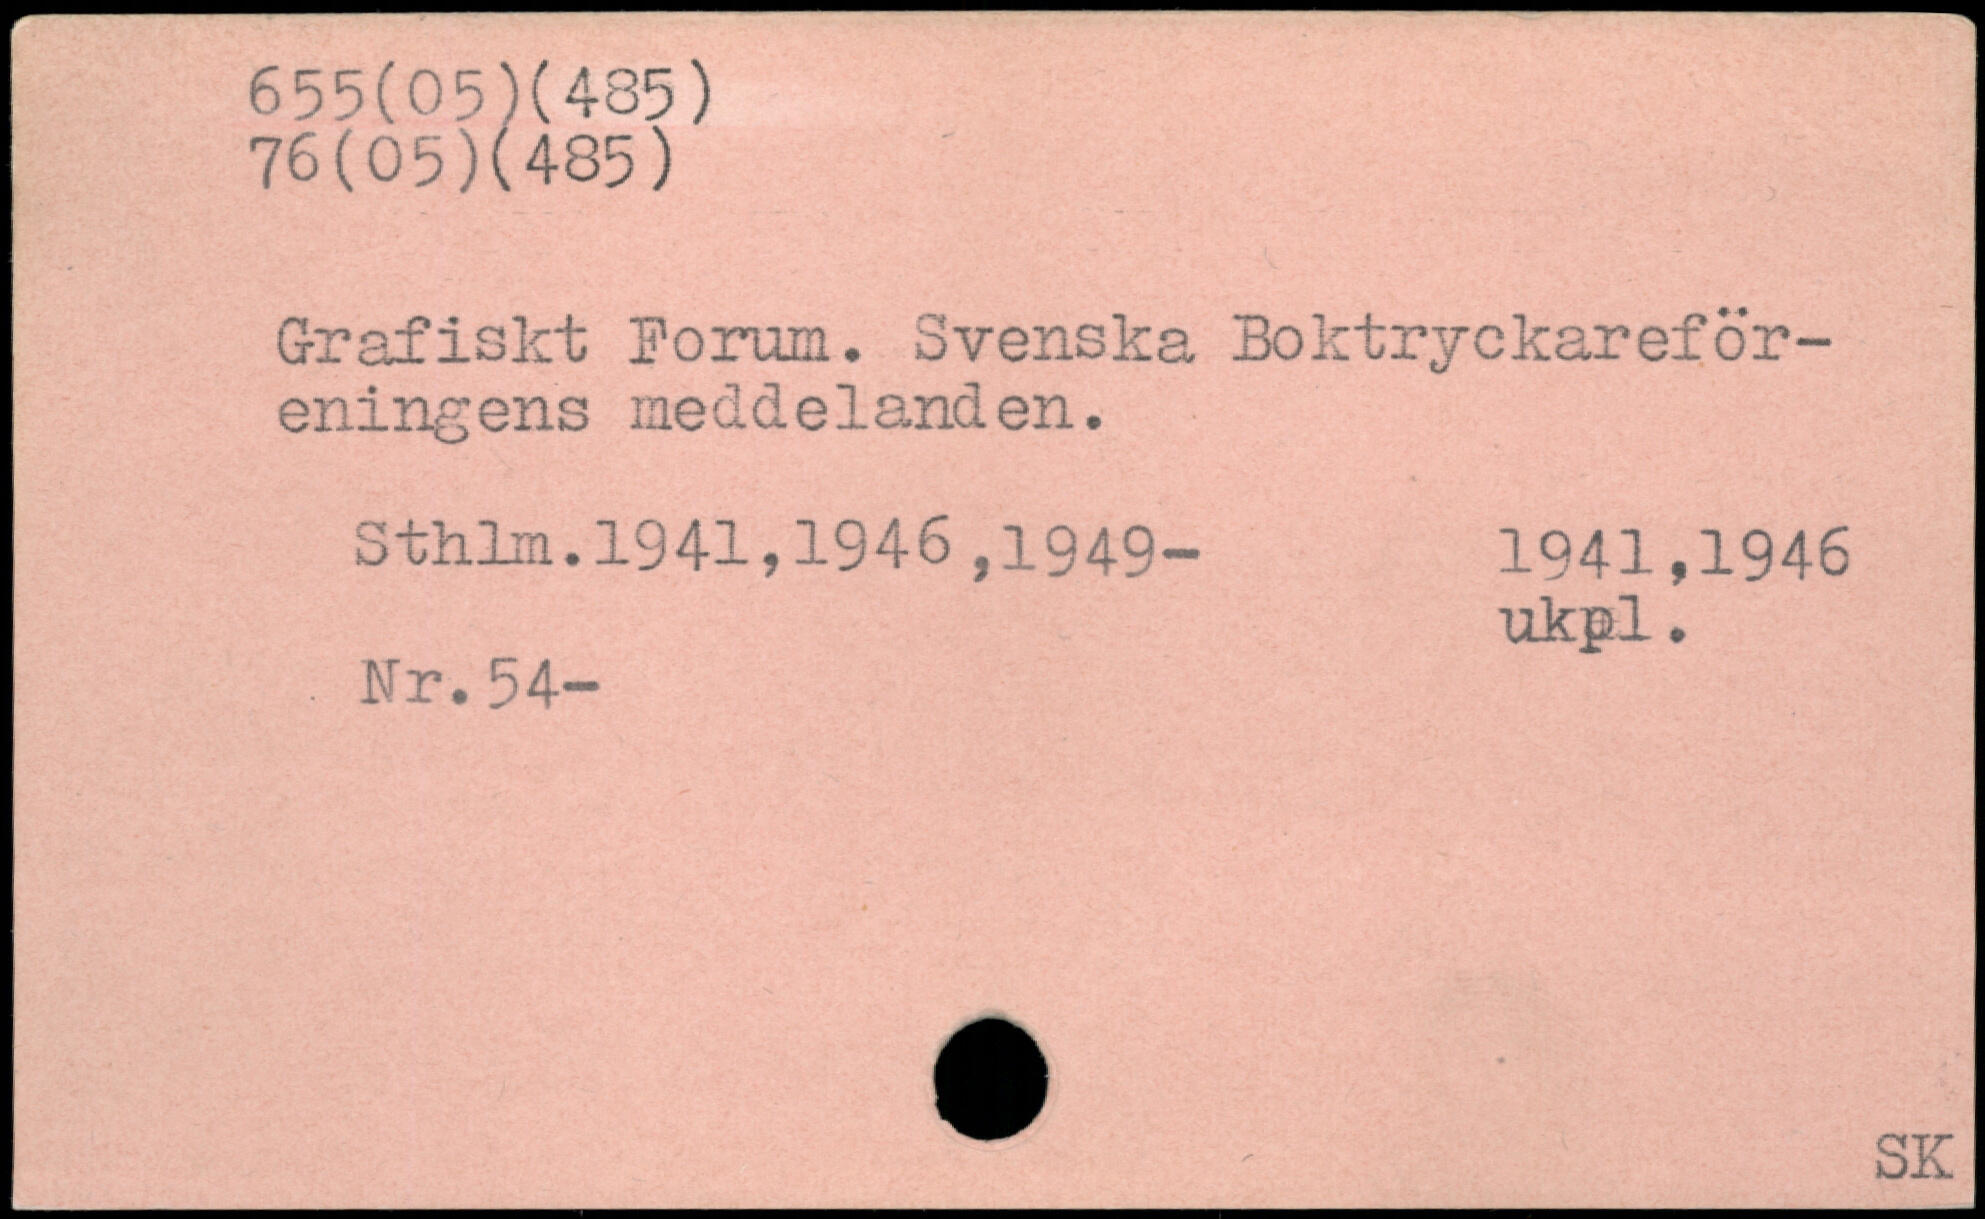 655(05)(485)
76(05)(485)
Grafiskt Forum. Svenska Boktryckareför-
eningens meddelanden.
Sthlm.1941,1946,1949-
1941,1946
ukpl.
Nr.54-
SK